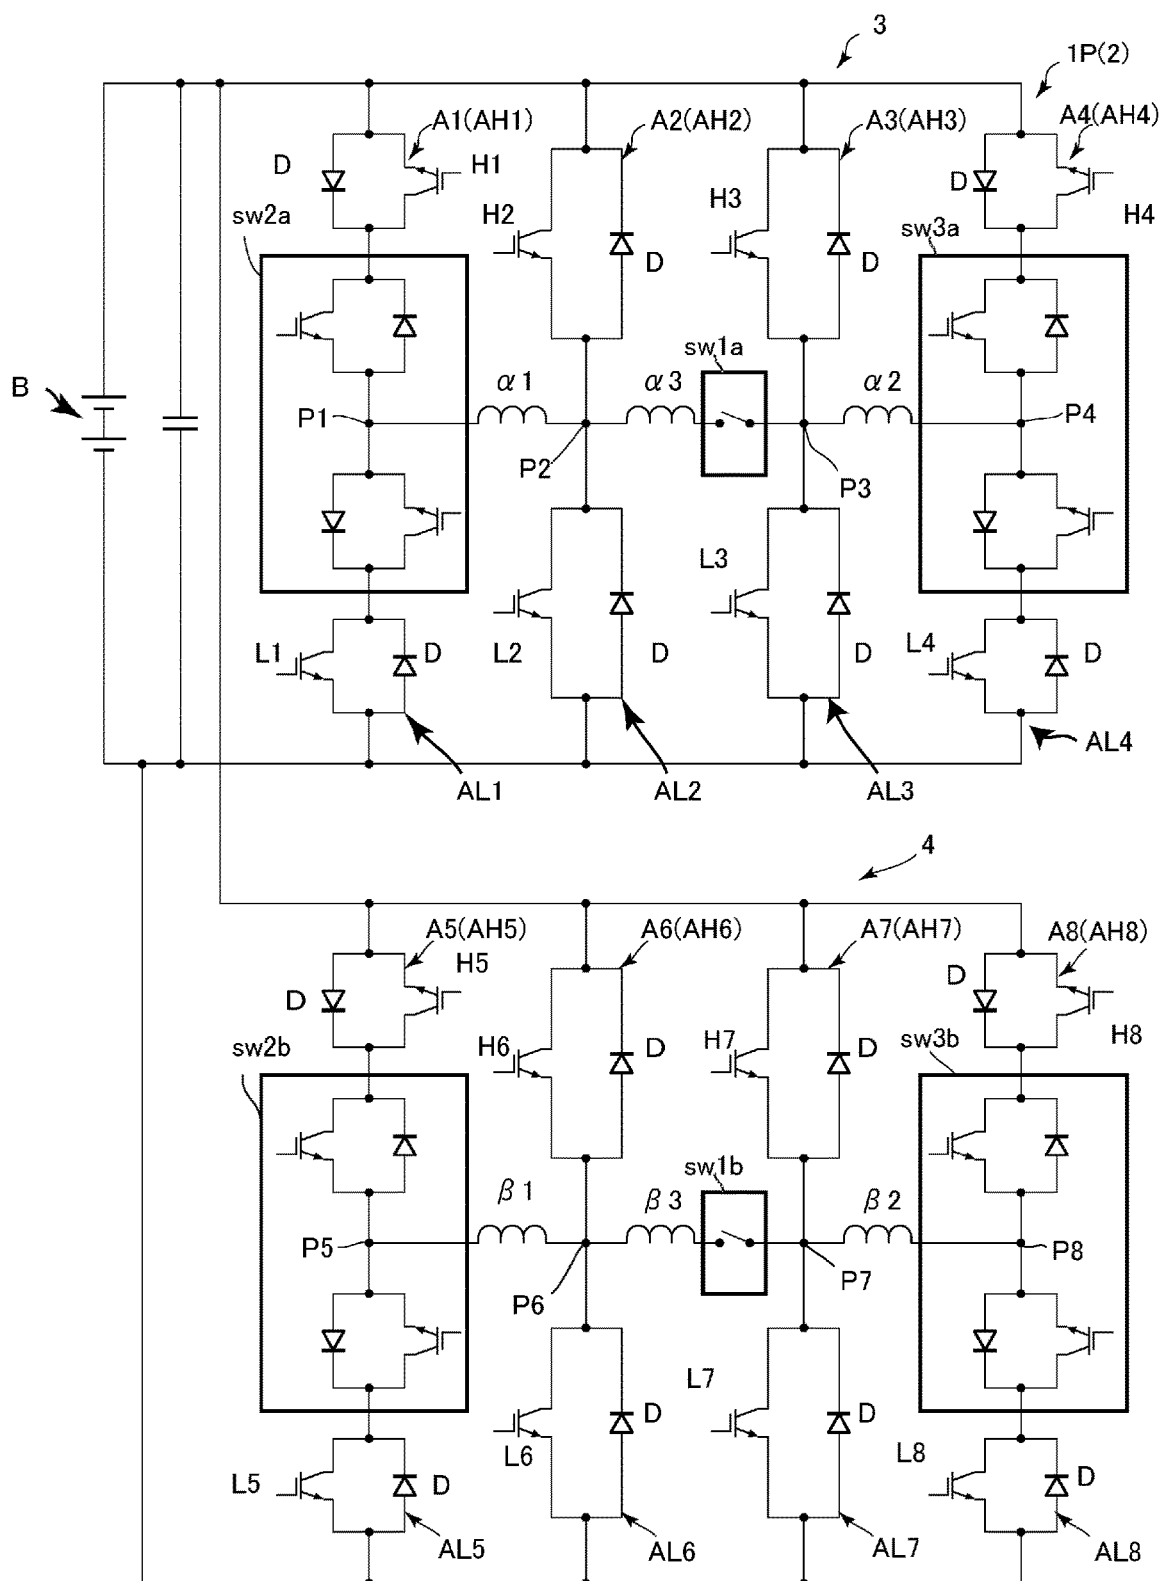 3
1P(2)
A1(AH1)
A2(AH2)
A3(AH3)
A4(AH4)
D
H1
D
H2
H3
H4
sw2a
D
D
sw3a
sw1a
B
α1
α3
α2
P1
P4
P2
P3
L3
L1
D
L2
D
D
L4
D
AL1
AL2
AL3
AL4
4
A5(AH5)
A6(AH6)
A7(AH7)
A8(AH8)
H5
D
D
H6
D
H7
D
H8
sw2b
sw3b
sw1b
β1
β3
β2
P5
P8
P6
P7
L7
D
D
L6
L8
L5
D
D
AL5
AL6
AL7
AL8